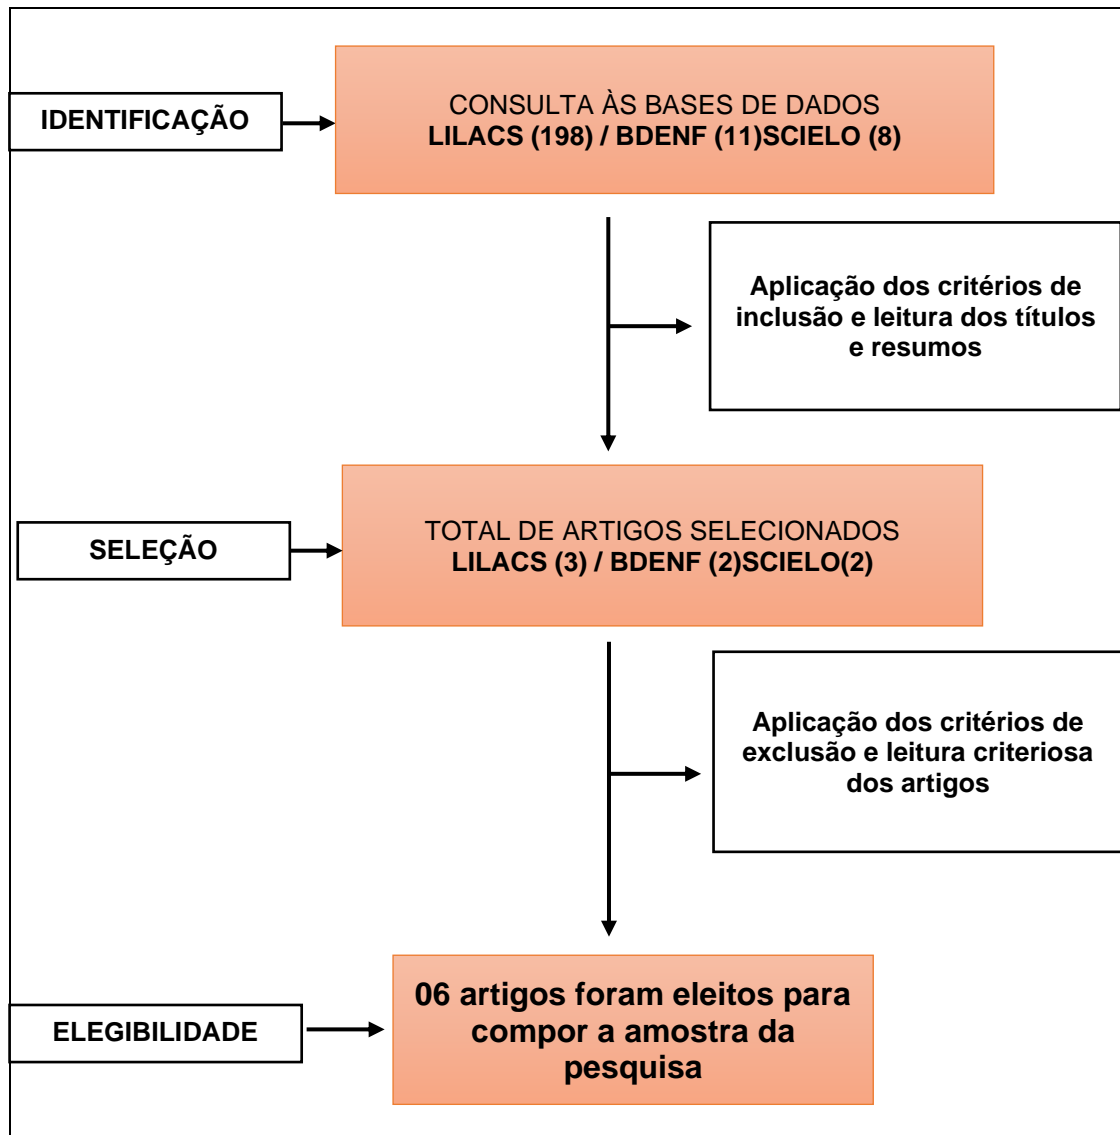 IDENTIFICAÇÃO
CONSULTA ÀS BASES DE DADOS
LILACS (198) / BDENF (11)SCIELO (8)
Aplicação dos critérios de
inclusão e leitura dos títulos
e resumos
SELEÇÃO
TOTAL DE ARTIGOS SELECIONADOS
LILACS (3) / BDENF (2)SCIELO(2)
Aplicação dos critérios de
exclusão e leitura criteriosa
dos artigos
ELEGIBILIDADE
06 artigos foram eleitos para
compor a amostra da
pesquisa